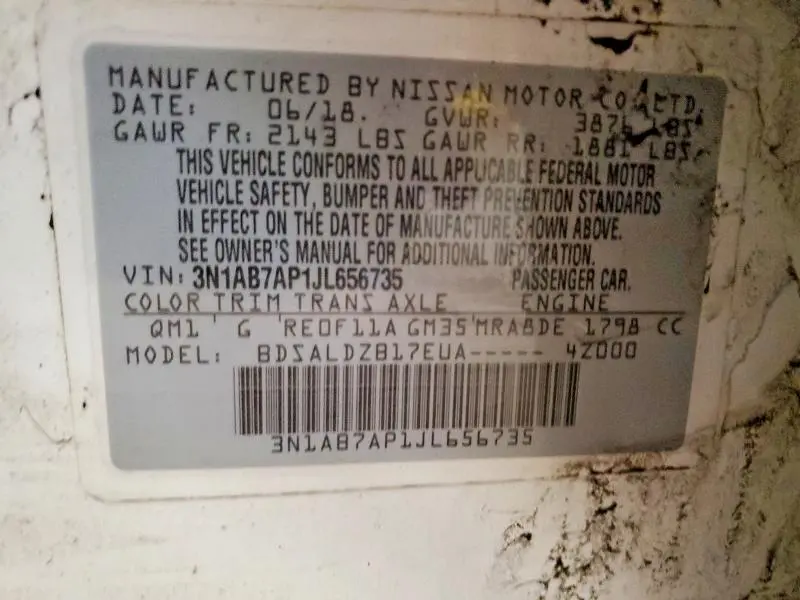 MANUFACTURED BY NISSAN MOTOR CO.,LTD.
DATE: 06/18. GVWR: 3876 LBS
GAWR FR: 2143 LBS GAWR RR: 1881 LBS
THIS VEHICLE CONFORMS TO ALL APPLICABLE FEDERAL MOTOR
VEHICLE SAFETY, BUMPER AND THEFT PREVENTION STANDARDS
IN EFFECT ON THE DATE OF MANUFACTURE SHOWN ABOVE.
SEE OWNER'S MANUAL FOR ADDITIONAL INFORMATION.
VIN: 3N1AB7AP1JL656735 PASSENGER CAR.
COLOR TRIM TRANS AXLE ENGINE
QM1 ' G 'RE0F11A GM35'MRA8DE 1798 CC
MODEL: BDSALDZB17EUA----- 4Z000
3N1AB7AP1JL656735